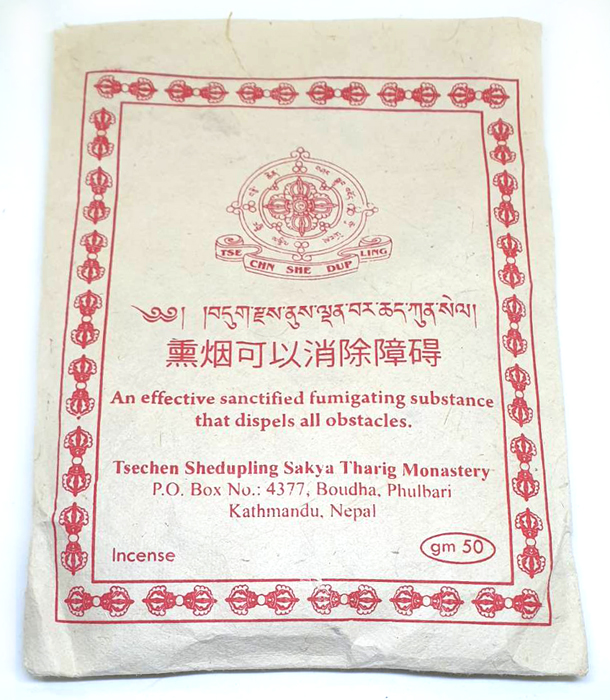 TSE CHN SHE DUP LING
༄༅། །བདུག་རྫས་ནུས་ལྡན་བར་ཆད་ཀུན་སེལ།
熏烟可以消除障碍
An effective sanctified fumigating substance
that dispels all obstacles.
Tsechen Shedupling Sakya Tharig Monastery
P.O. Box No.: 4377, Boudha, Phulbari
Kathmandu, Nepal
Incense
gm 50